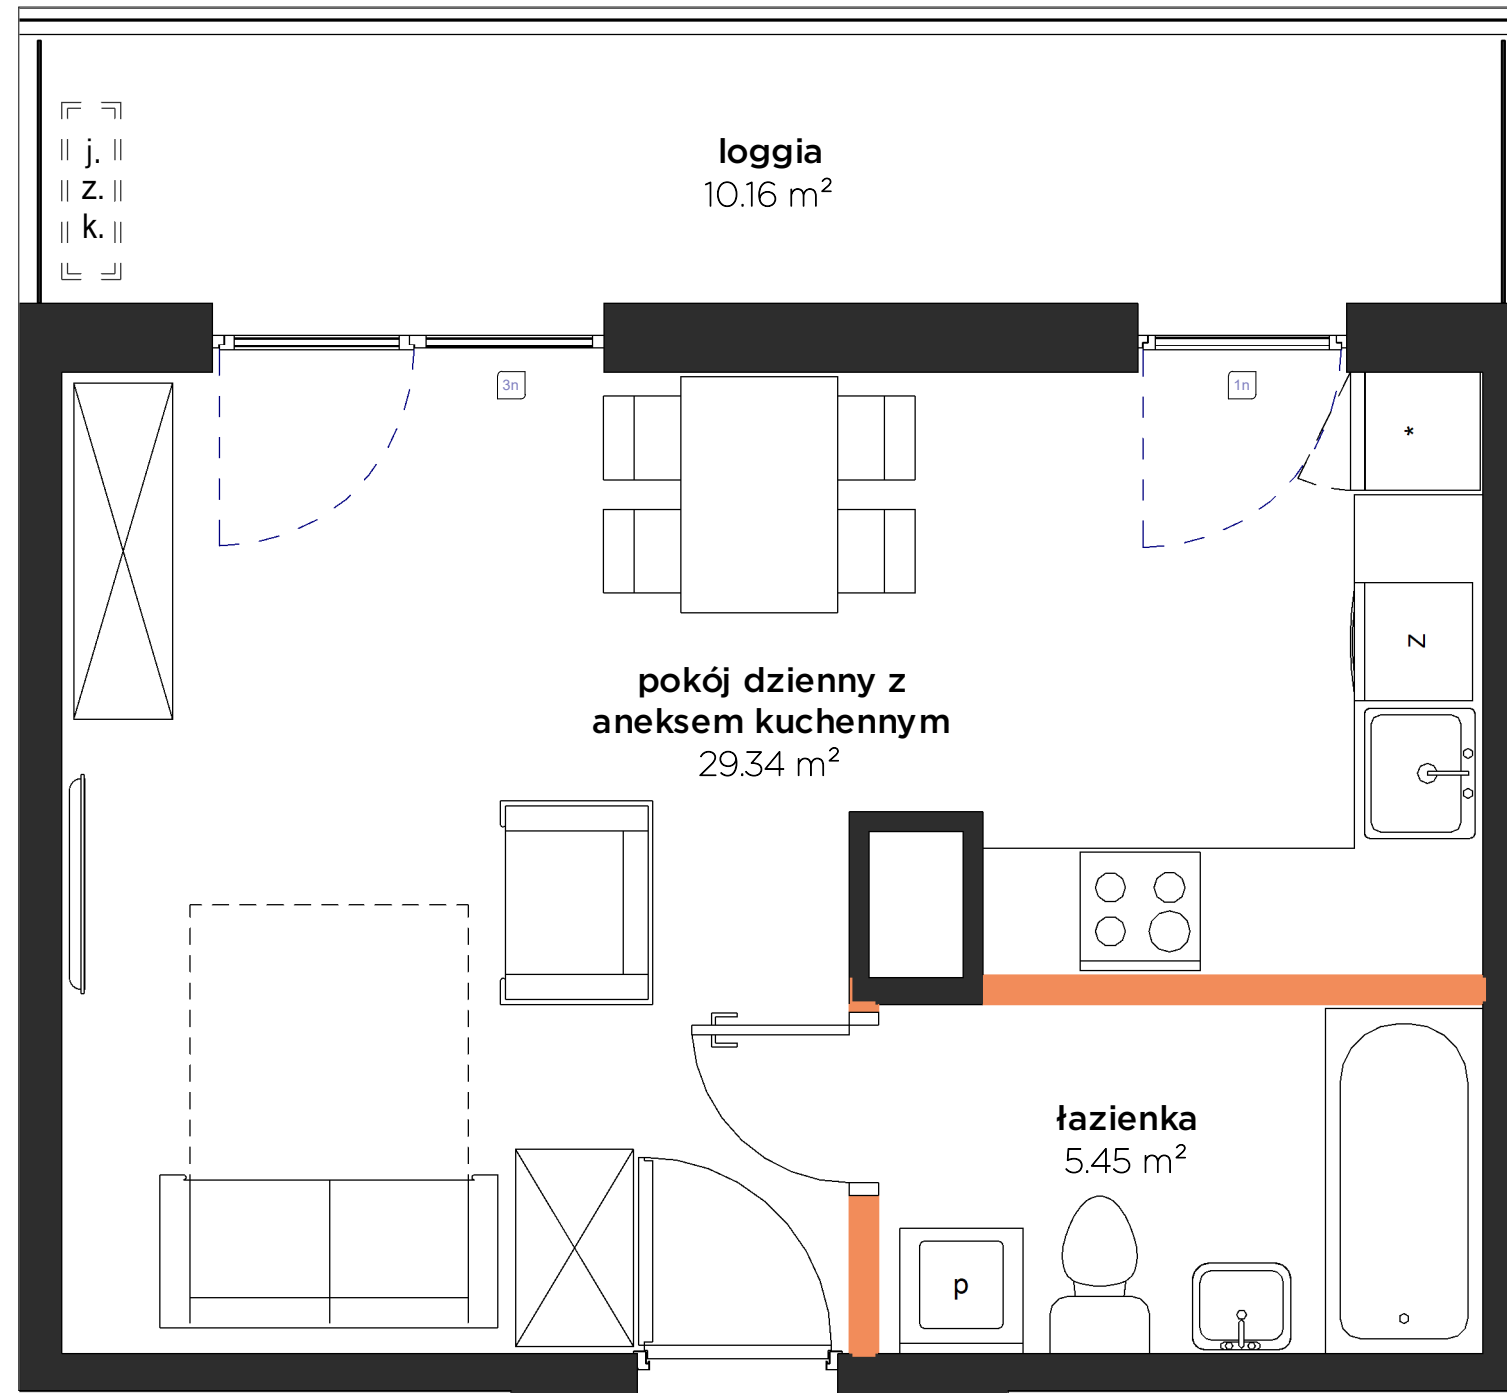 loggia
10.16 m²
j.
z.
k.
3n
1n
*
Z
pokój dzienny z
aneksem kuchennym
29.34 m²
łazienka
5.45 m²
p